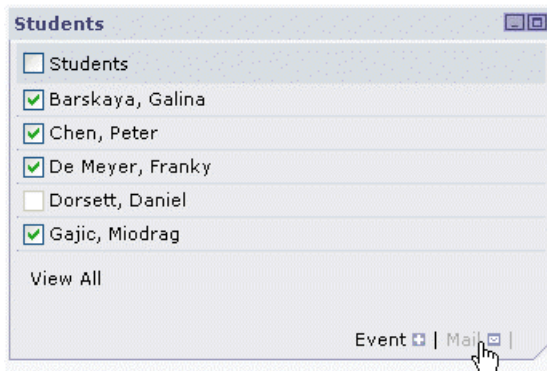 Students
Students
Barskaya, Galina
Chen, Peter
De Meyer, Franky
Dorsett, Daniel
Gajic, Miodrag
View All
Event | Mail |